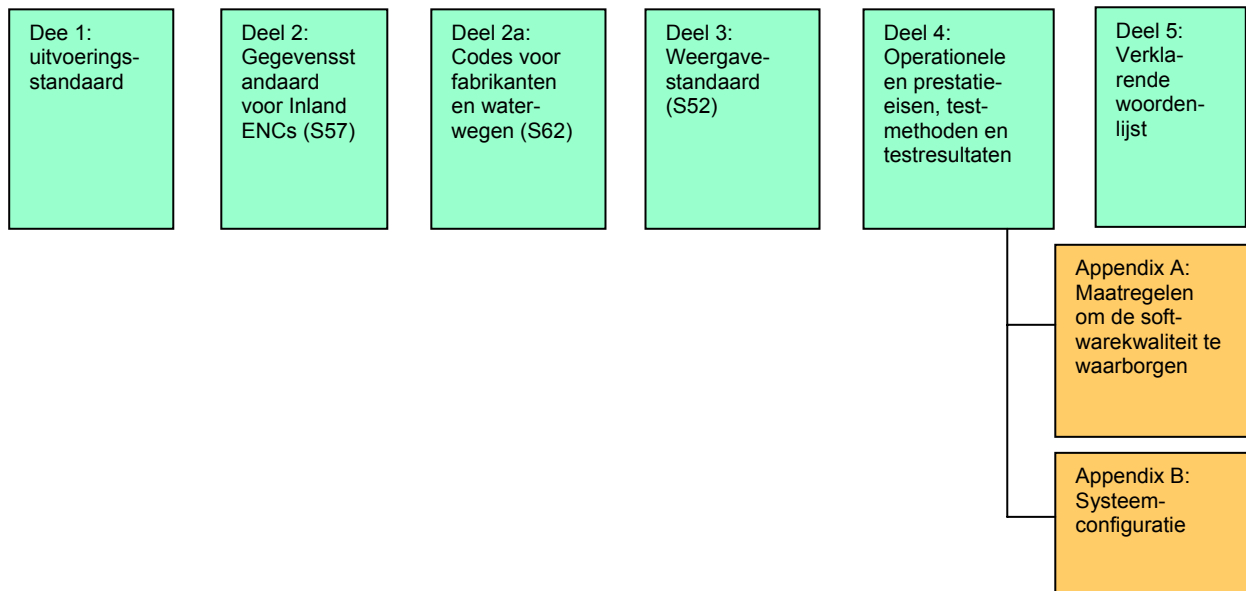 Dee 1:
uitvoerings-
standaard
Deel 2:
Gegevensst
andaard
voor Inland
ENCs (S57)
Deel 2a:
Codes voor
fabrikanten
en water-
wegen (S62)
Deel 3:
Weergave-
standaard
(S52)
Deel 4:
Operationele
en prestatie-
eisen, test-
methoden en
testresultaten
Deel 5:
Verkla-
rende
woorden-
lijst
Appendix A:
Maatregelen
om de soft-
warekwaliteit te
waarborgen
Appendix B:
Systeem-
configuratie